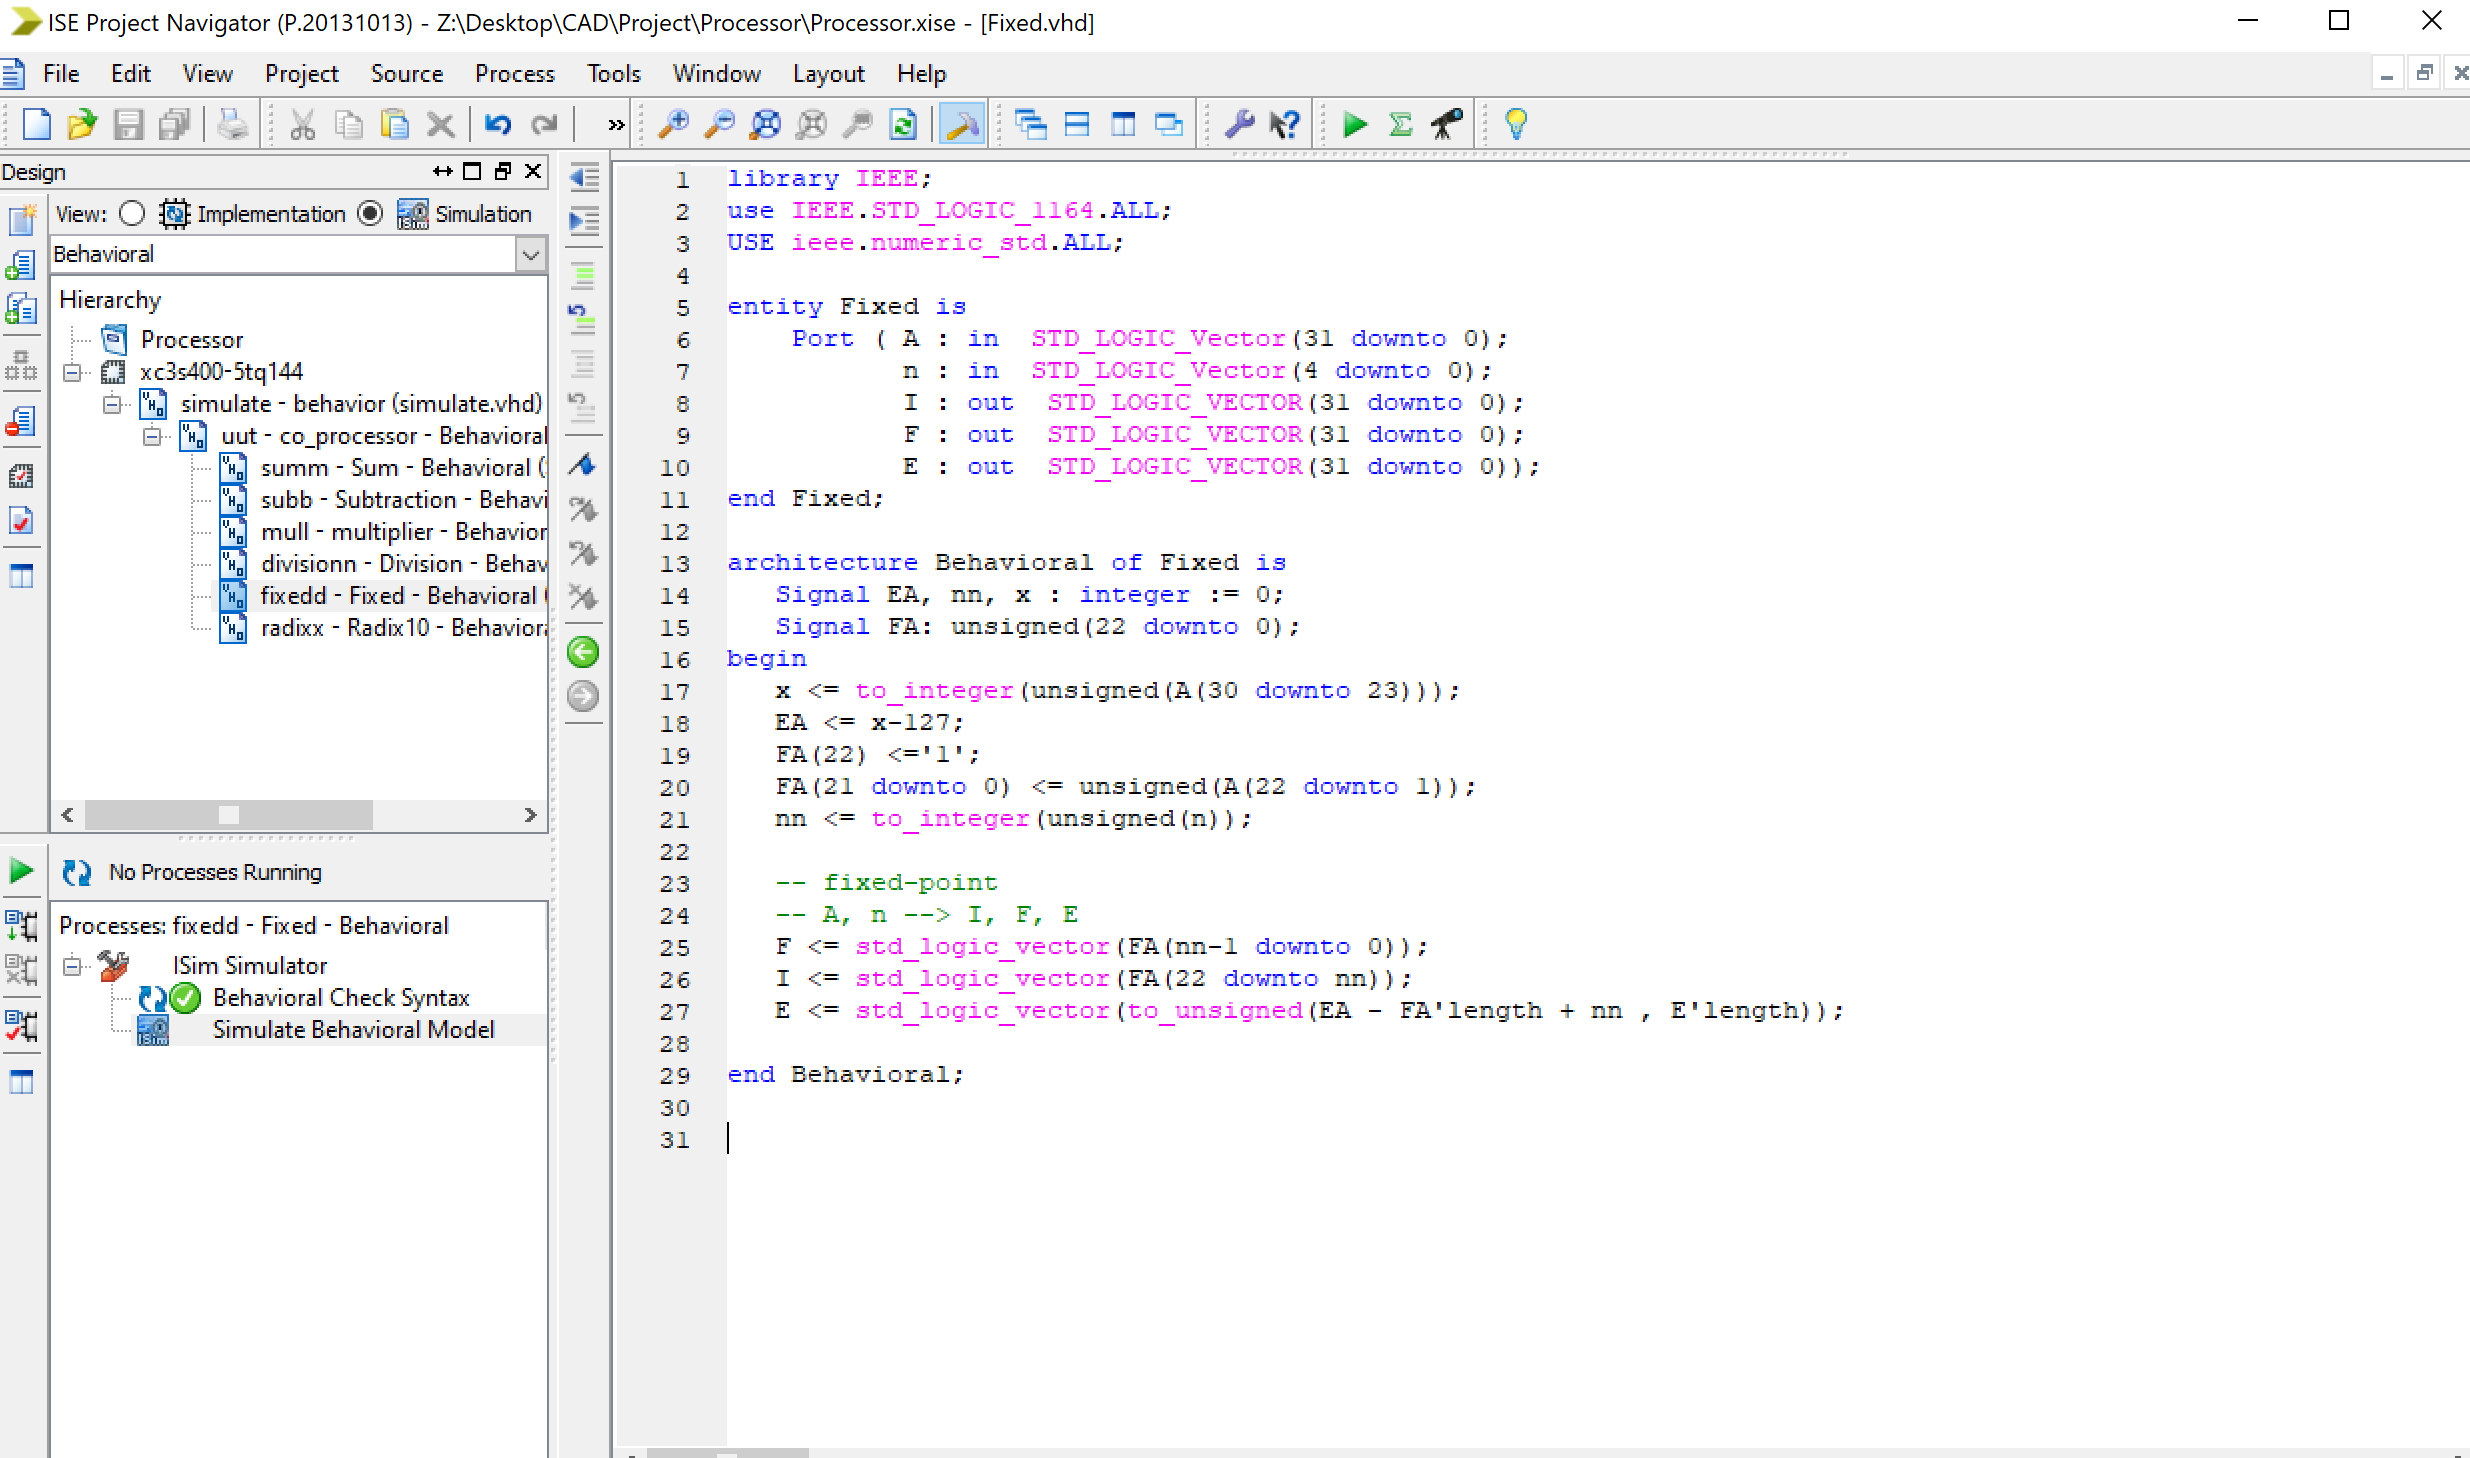 ISE Project Navigator (P.20131013) - Z:\Desktop\CAD\Project\Processor\Processor.xise - [Fixed.vhd]
File Edit View Project Source Process Tools Window Layout Help
Design
View: Implementation Simulation
Behavioral
Hierarchy
Processor
xc3s400-5tq144
simulate - behavior (simulate.vhd)
uut - co_processor - Behavioral
summ - Sum - Behavioral (
subb - Subtraction - Behavi
mull - multiplier - Behavior
divisionn - Division - Behav
fixedd - Fixed - Behavioral (
radixx - Radix10 - Behaviora
No Processes Running
Processes: fixedd - Fixed - Behavioral
ISim Simulator
Behavioral Check Syntax
Simulate Behavioral Model
1 library IEEE;
2 use IEEE.STD_LOGIC_1164.ALL;
3 USE ieee.numeric_std.ALL;
4
5 entity Fixed is
6 Port ( A : in STD_LOGIC_Vector(31 downto 0);
7 n : in STD_LOGIC_Vector(4 downto 0);
8 I : out STD_LOGIC_VECTOR(31 downto 0);
9 F : out STD_LOGIC_VECTOR(31 downto 0);
10 E : out STD_LOGIC_VECTOR(31 downto 0));
11 end Fixed;
12
13 architecture Behavioral of Fixed is
14 Signal EA, nn, x : integer := 0;
15 Signal FA: unsigned(22 downto 0);
16 begin
17 x <= to_integer(unsigned(A(30 downto 23)));
18 EA <= x-127;
19 FA(22) <='1';
20 FA(21 downto 0) <= unsigned(A(22 downto 1));
21 nn <= to_integer(unsigned(n));
22
23 -- fixed-point
24 -- A, n --> I, F, E
25 F <= std_logic_vector(FA(nn-1 downto 0));
26 I <= std_logic_vector(FA(22 downto nn));
27 E <= std_logic_vector(to_unsigned(EA - FA'length + nn , E'length));
28
29 end Behavioral;
30
31